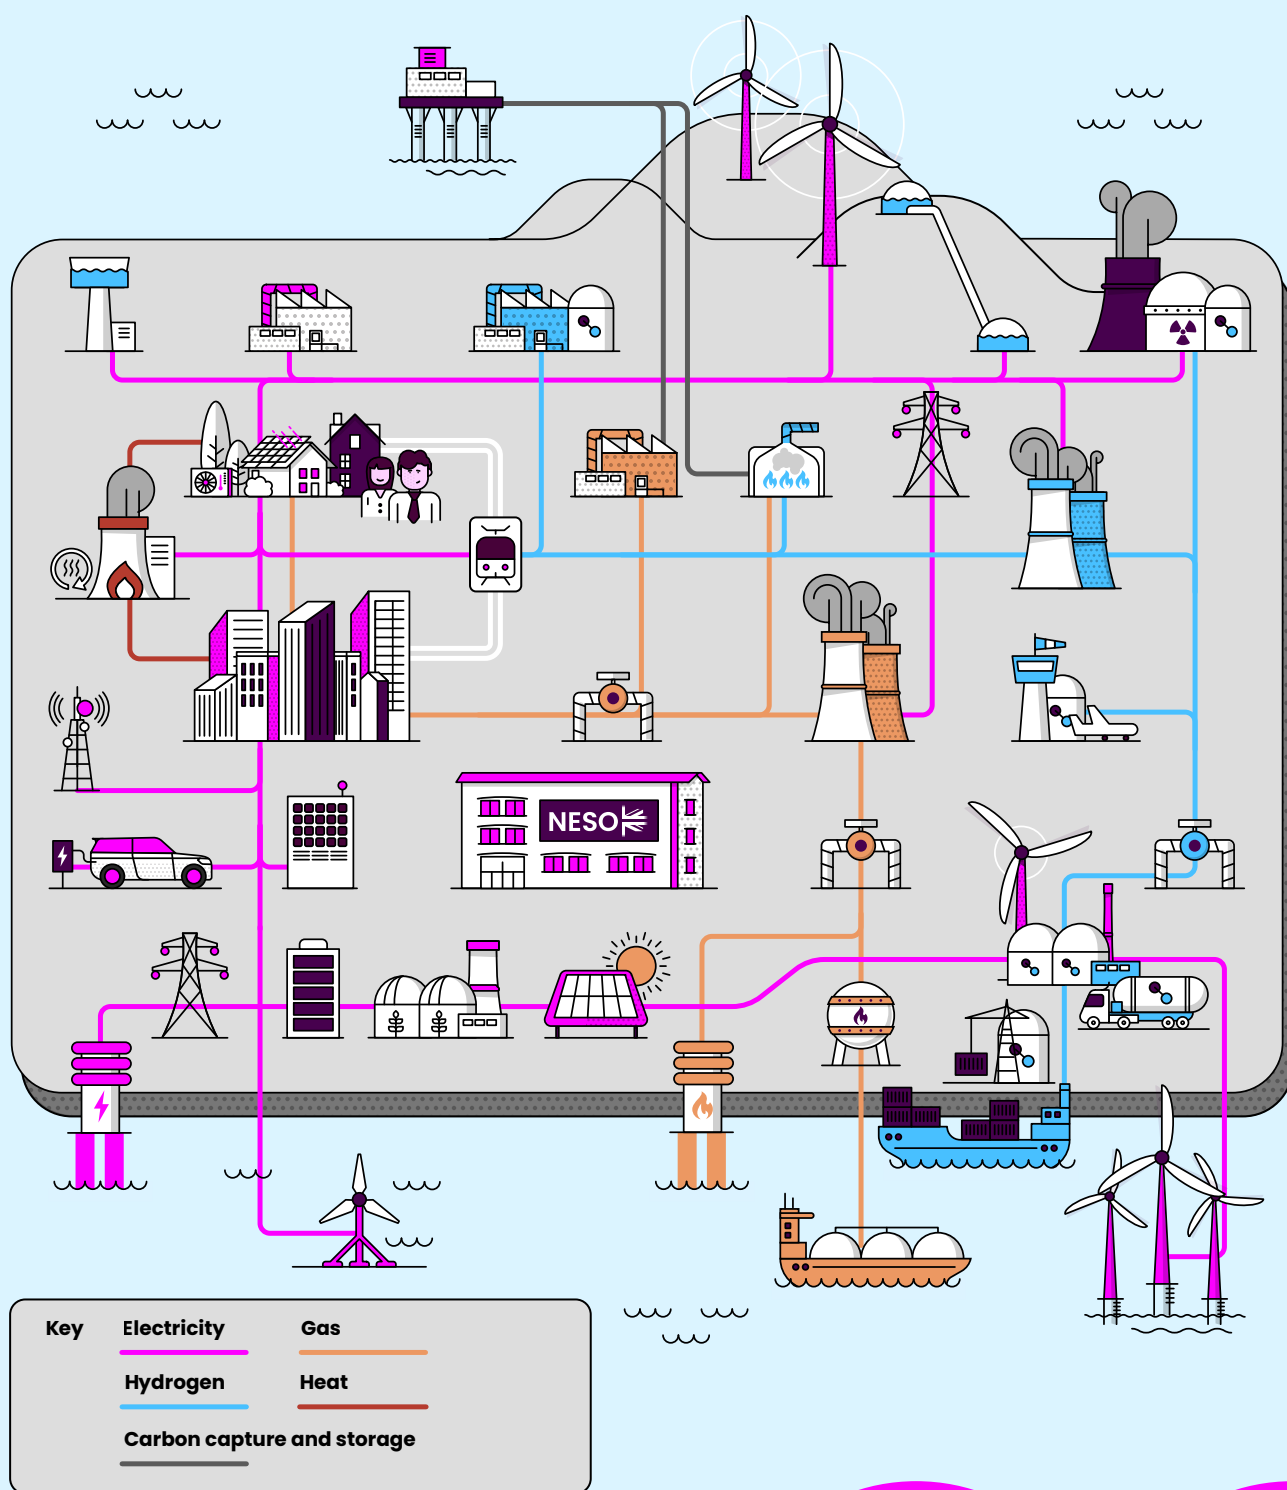 NESO
Key
Electricity
Gas
Hydrogen
Heat
Carbon capture and storage